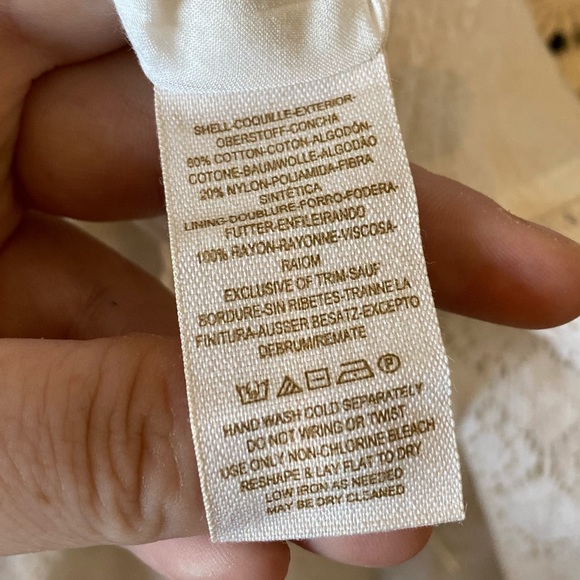 SHELL-COQUILLE-EXTERIOR-
OBERSTOFF-CONCHA
80% COTTON-COTON-ALGODÓN-
COTONE-BAUMWOLLE-ALGODAO
20% NYLON-POLIAMIDA-FIBRA
SINTÉTICA
LINING-DOUBLURE-FORRO-FODERA-
FUTTER-ENFLEIRANDO
100% RAYON-RAYONNE-VISCOSA-
RAIOM
EXCLUSIVE OF TRIM-SAUF
BORDURE-SIN RIBETES-TRANNE LA
FINITURA-AUSSER BESATZ-EXCEPTO
DEBRUM/REMATE
P
HAND WASH COLD SEPARATELY
DO NOT WRING OR TWIST
USE ONLY NON-CHLORINE BLEACH
RESHAPE & LAY FLAT TO DRY
LOW IRON AS NEEDED
MAY BE DRY CLEANED